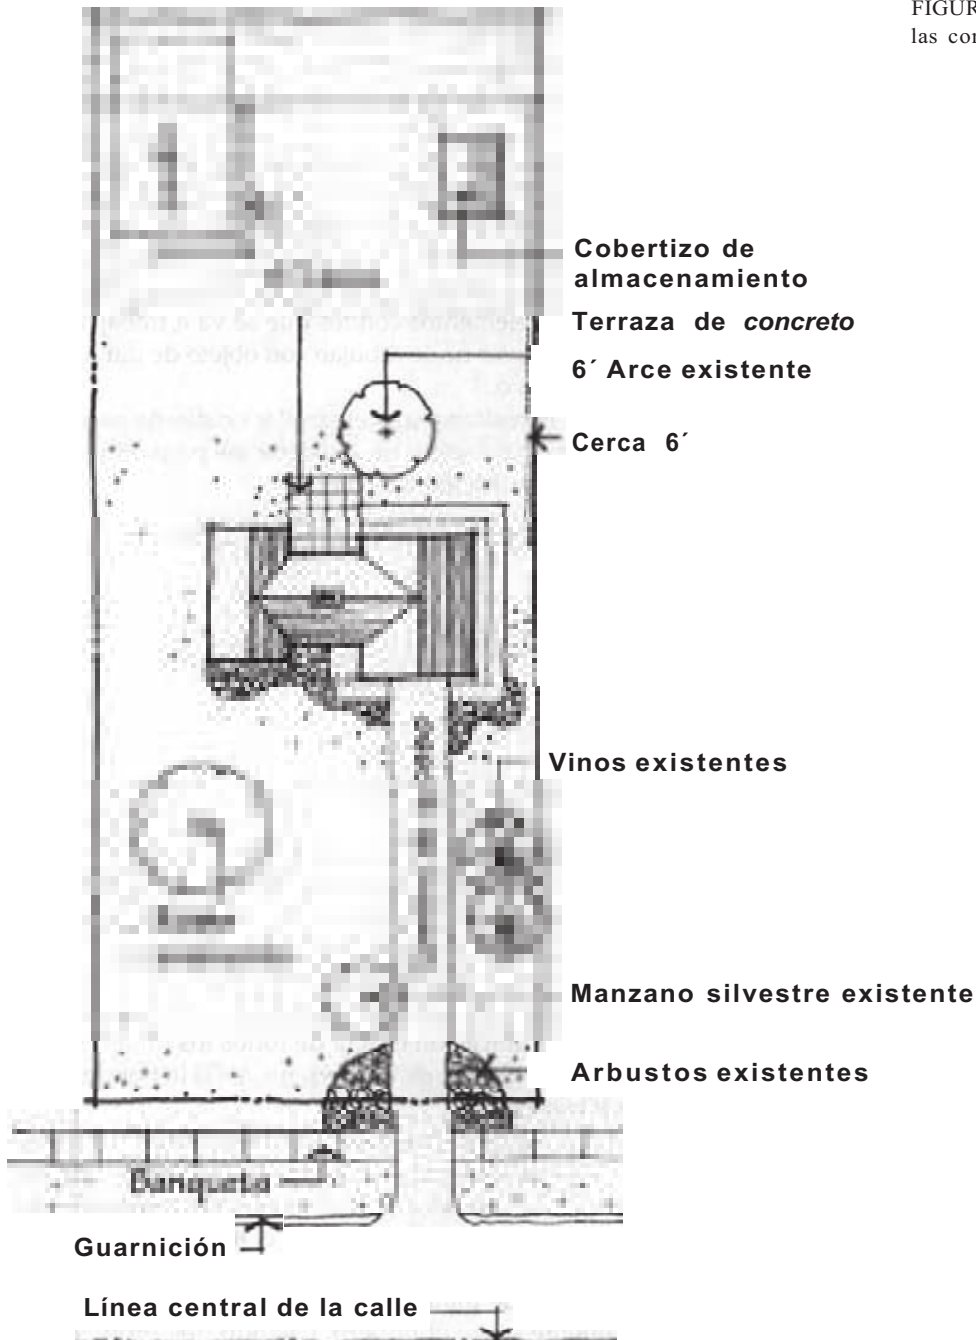 FIGUR
las con
Cobertizo de
almacenamiento
Terraza de concreto
6´ Arce existente
Cerca 6´
Vinos existentes
Manzano silvestre existente
Arbustos existentes
Banqueta
Guarnición
Línea central de la calle